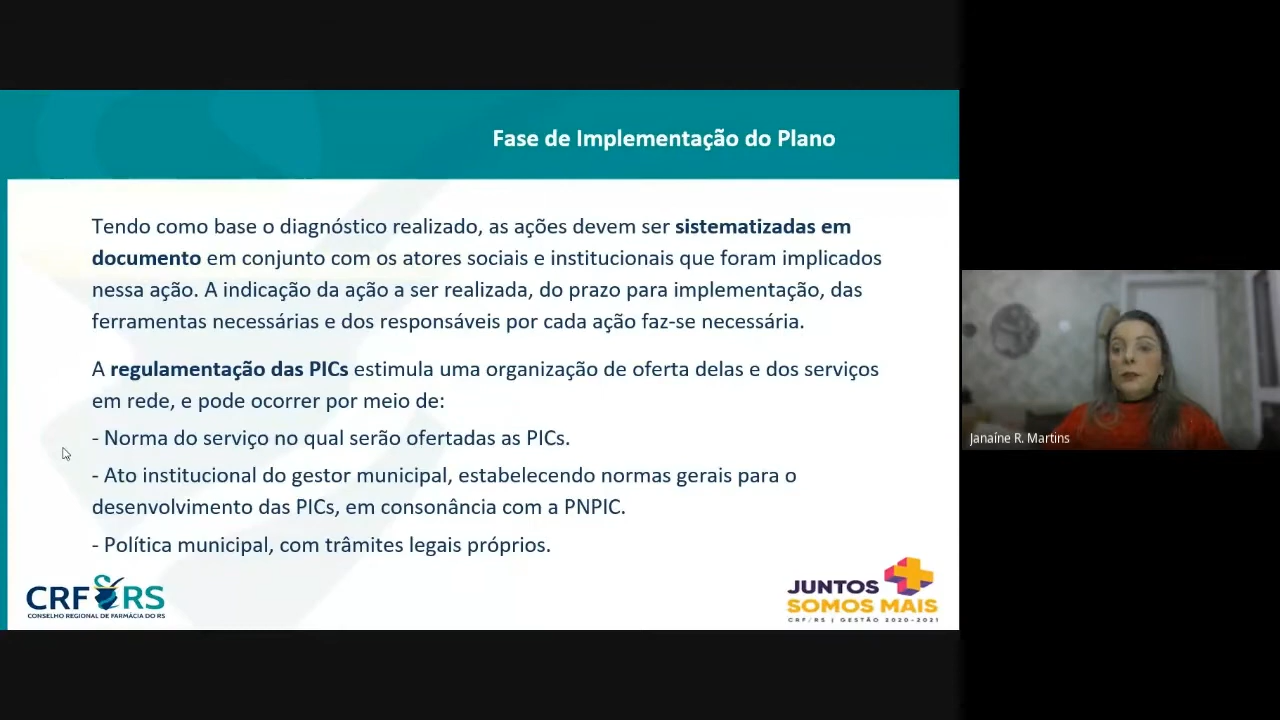 Fase de Implementação do Plano
Tendo como base o diagnóstico realizado, as ações devem ser sistematizadas em
documento em conjunto com os atores sociais e institucionais que foram implicados
nessa ação. A indicação da ação a ser realizada, do prazo para implementação, das
ferramentas necessárias e dos responsáveis por cada ação faz-se necessária.
A regulamentação das PICs estimula uma organização de oferta delas e dos serviços
em rede, e pode ocorrer por meio de:
- Norma do serviço no qual serão ofertadas as PICs.
- Ato institucional do gestor municipal, estabelecendo normas gerais para o
desenvolvimento das PICs, em consonância com a PNPIC.
- Política municipal, com trâmites legais próprios.
CRF RS
CONSELHO REGIONAL DE FARMÁCIA DO RS
JUNTOS
SOMOS MAIS
CRF/RS | GESTÃO 2020-2021
Janaíne R. Martins